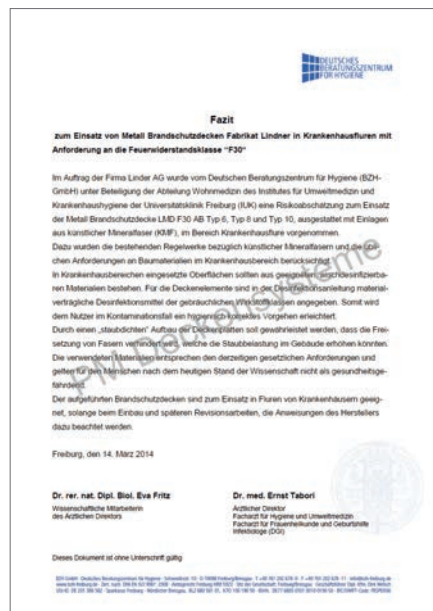 DEUTSCHES
BERATUNGSZENTRUM
FÜR HYGIENE
Fazit
zum Einsatz von Metall Brandschutzdecken Fabrikat Lindner in Krankenhausfluren mit
Anforderung an die Feuerwiderstandsklasse "F30"
Im Auftrag der Firma Linder AG wurde vom Deutschen Beratungszentrum für Hygiene (BZH-
GmbH) unter Beteiligung der Abteilung Wohnmedizin des Institutes für Umweltmedizin und
Krankenhaushygiene der Universitätsklinik Freiburg (IUK) eine Risikoabschätzung zum Einsatz
der Metall Brandschutzdecke LMD F30 AB Typ 6, Typ 8 und Typ 10, ausgestattet mit Einlagen
aus künstlicher Mineralfaser (KMF), im Bereich Krankenhausflure vorgenommen.
Dazu wurden die bestehenden Regelwerke bezüglich künstlicher Mineralfasern und die übli-
chen Anforderungen an Baumaterialien im Krankenhausbereich berücksichtigt.
In Krankenhausbereichen eingesetzte Oberflächen sollten aus geeigneten wischdesinfizierba-
ren Materialien bestehen. Für die Deckenelemente sind in der Desinfektionsanleitung material-
verträgliche Desinfektionsmittel der gebräuchlichen Wirkstoffklassen angegeben. Somit wird
dem Nutzer im Kontaminationsfall ein hygienisch korrektes Vorgehen erleichtert.
Durch einen „staubdichten" Aufbau der Deckenplatten soll gewährleistet werden, dass die Frei-
setzung von Fasern verhindert wird, welche die Staubbelastung im Gebäude erhöhen könnten.
Die verwendeten Materialien entsprechen den derzeitigen gesetzlichen Anforderungen und
gelten für den Menschen nach dem heutigen Stand der Wissenschaft nicht als gesundheitsge-
fährdend.
Der aufgeführten Brandschutzdecken sind zum Einsatz in Fluren von Krankenhäusern geeig-
net, solange beim Einbau und späteren Revisionsarbeiten, die Anweisungen des Herstellers
dazu beachtet werden.
PM Deckensysteme
Freiburg, den 14. März 2014
Dr. rer. nat. Dipl. Biol. Eva Fritz
Wissenschaftliche Mitarbeiterin
des Ärztlichen Direktors
Dr. med. Ernst Tabori
Ärztlicher Direktor
Facharzt für Hygiene und Umweltmedizin
Facharzt für Frauenheilkunde und Geburtshilfe
Infektiologe (DGI)
Dieses Dokument ist ohne Unterschrift gültig